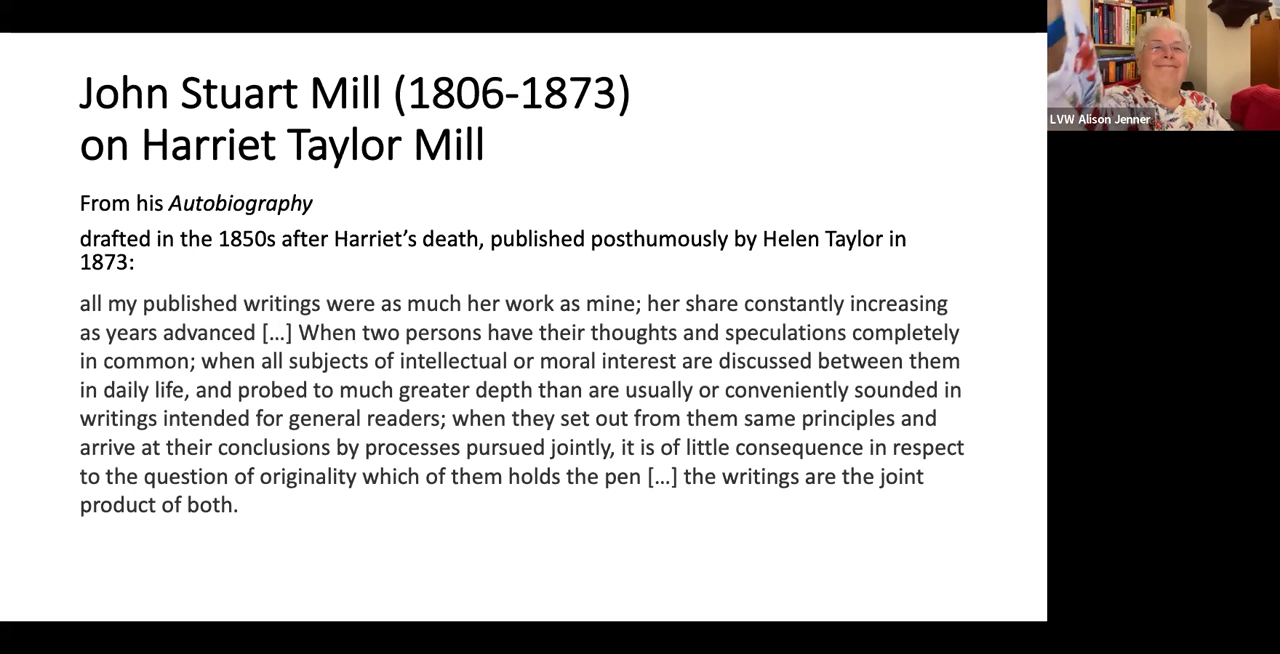 John Stuart Mill (1806-1873)
on Harriet Taylor Mill
From his Autobiography
drafted in the 1850s after Harriet’s death, published posthumously by Helen Taylor in
1873:
all my published writings were as much her work as mine; her share constantly increasing
as years advanced […] When two persons have their thoughts and speculations completely
in common; when all subjects of intellectual or moral interest are discussed between them
in daily life, and probed to much greater depth than are usually or conveniently sounded in
writings intended for general readers; when they set out from them same principles and
arrive at their conclusions by processes pursued jointly, it is of little consequence in respect
to the question of originality which of them holds the pen […] the writings are the joint
product of both.
LVW Alison Jenner